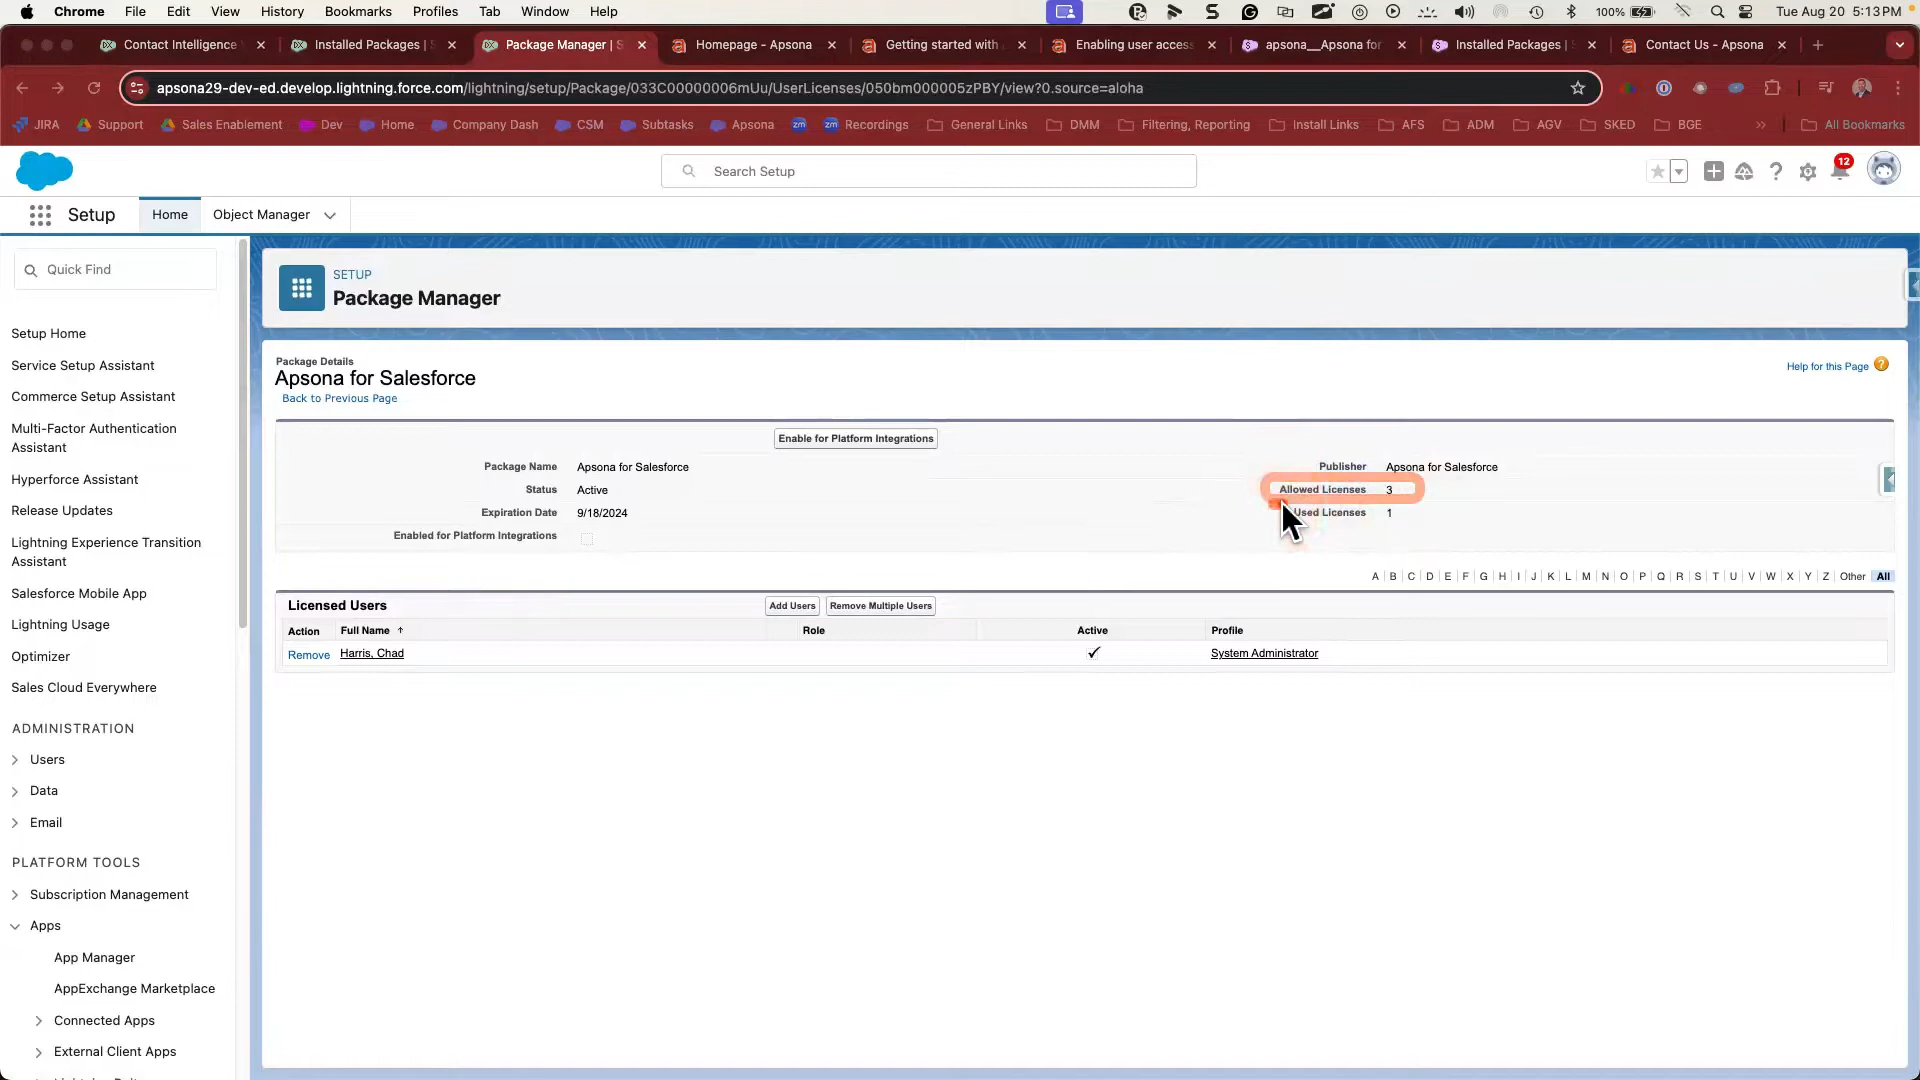 Chrome File Edit View History Bookmarks Profiles Tab Window Help 100% Tue Aug 20 5:13 PM
Contact Intelligence Installed Packages | S Package Manager | S Homepage - Apsona Getting started with Enabling user access apsona__Apsona for Installed Packages | S Contact Us - Apsona
apsona29-dev-ed.develop.lightning.force.com/lightning/setup/Package/033C00000006mUu/UserLicenses/050bm000005zPBY/view?0.source=aloha
JIRA Support Sales Enablement Dev Home Company Dash CSM Subtasks Apsona zm zm Recordings General Links DMM Filtering, Reporting Install Links AFS ADM AGV SKED BGE » All Bookmarks
Search Setup
12
Setup Home Object Manager
Quick Find
Setup Home
Service Setup Assistant
Commerce Setup Assistant
Multi-Factor Authentication
Assistant
Hyperforce Assistant
Release Updates
Lightning Experience Transition
Assistant
Salesforce Mobile App
Lightning Usage
Optimizer
Sales Cloud Everywhere
ADMINISTRATION
Users
Data
Email
PLATFORM TOOLS
Subscription Management
Apps
App Manager
AppExchange Marketplace
Connected Apps
External Client Apps
SETUP
Package Manager
Package Details
Apsona for Salesforce
Back to Previous Page
Help for this Page ?
Enable for Platform Integrations
Package Name Apsona for Salesforce Publisher Apsona for Salesforce
Status Active Allowed Licenses 3
Expiration Date 9/18/2024 Used Licenses 1
Enabled for Platform Integrations
A | B | C | D | E | F | G | H | I | J | K | L | M | N | O | P | Q | R | S | T | U | V | W | X | Y | Z | Other All
Licensed Users Add Users Remove Multiple Users
Action Full Name ↑ Role Active Profile
Remove Harris, Chad ✓ System Administrator